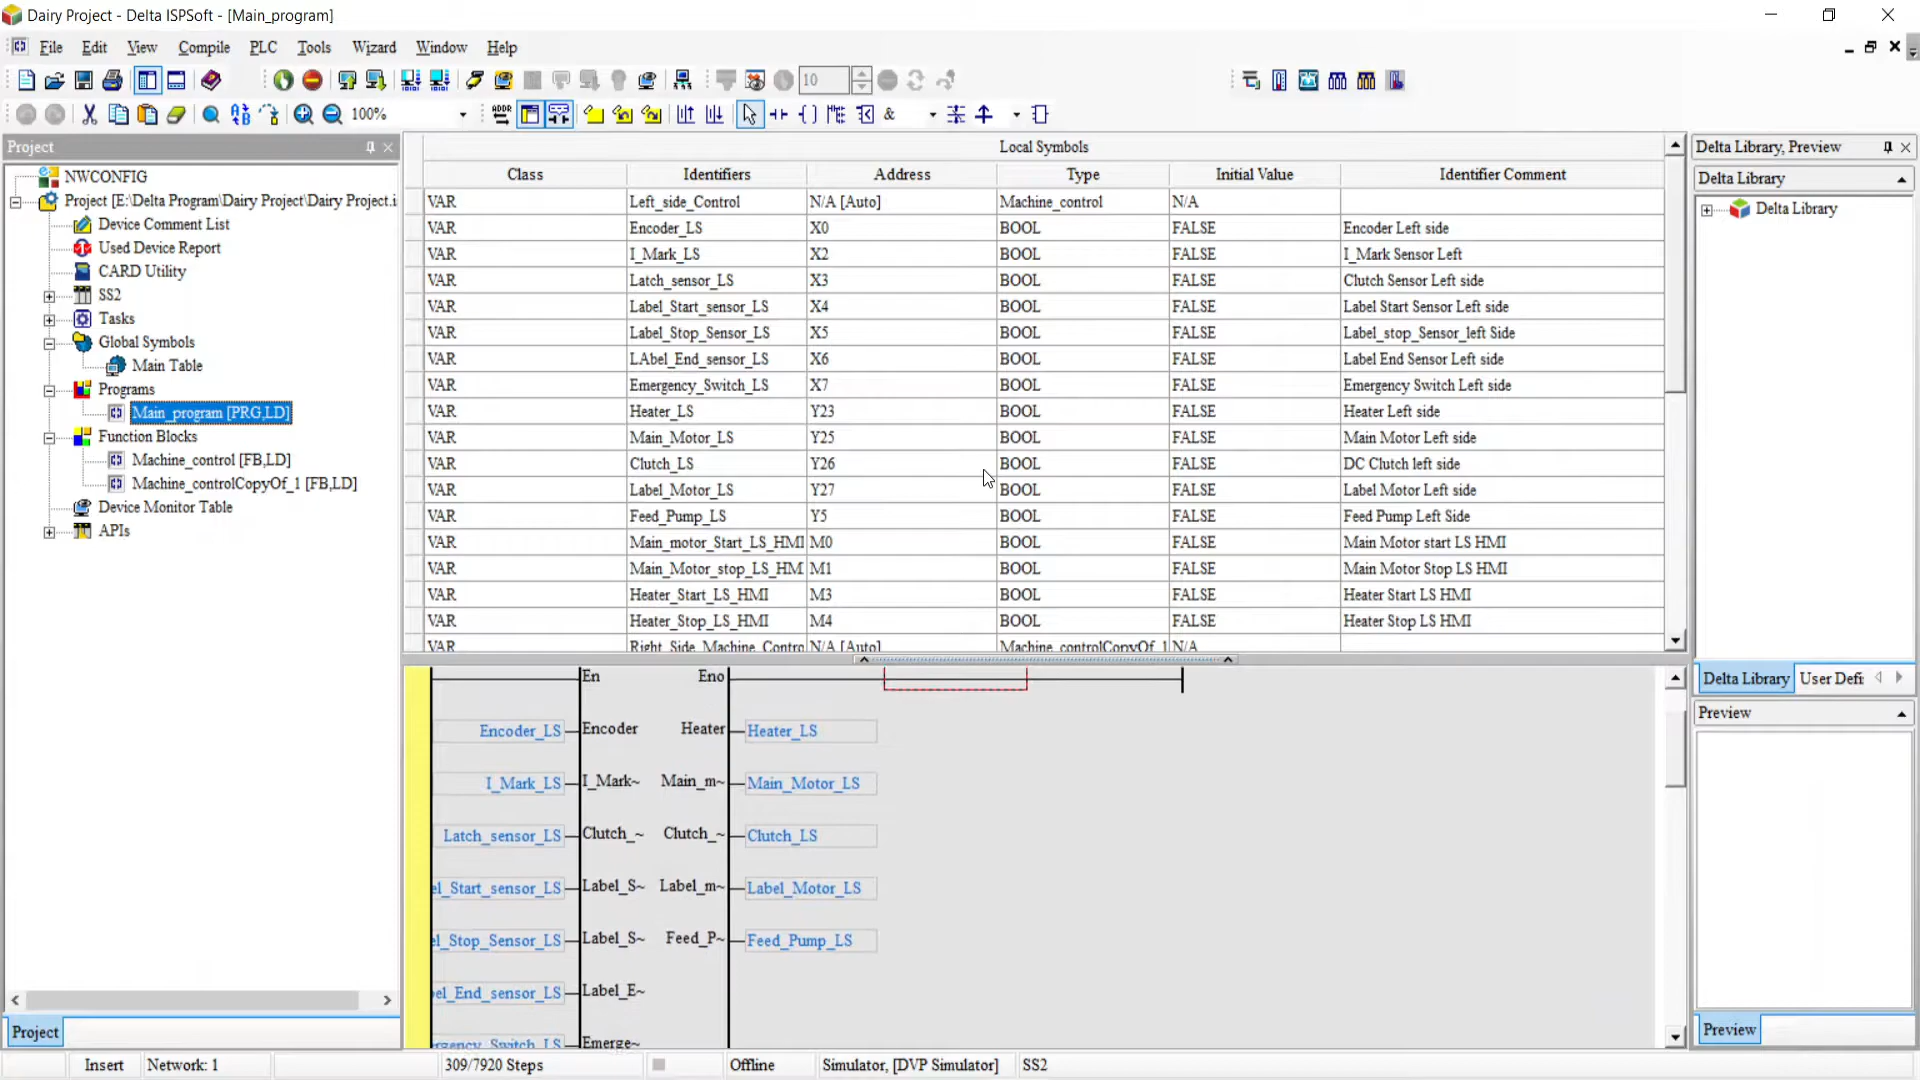 Dairy Project - Delta ISPSoft - [Main_program]
File Edit View Compile PLC Tools Wizard Window Help
10
100%
ADDR
&
Project
NWCONFIG
Project [E:\Delta Program\Dairy Project\Dairy Project.i
Device Comment List
Used Device Report
CARD Utility
SS2
Tasks
Global Symbols
Main Table
Programs
Main_program [PRG,LD]
Function Blocks
Machine_control [FB,LD]
Machine_controlCopyOf_1 [FB,LD]
Device Monitor Table
APIs
Project
Local Symbols
Class Identifiers Address Type Initial Value Identifier Comment
VAR Left_side_Control N/A [Auto] Machine_control N/A
VAR Encoder_LS X0 BOOL FALSE Encoder Left side
VAR I_Mark_LS X2 BOOL FALSE I_Mark Sensor Left
VAR Latch_sensor_LS X3 BOOL FALSE Clutch Sensor Left side
VAR Label_Start_sensor_LS X4 BOOL FALSE Label Start Sensor Left side
VAR Label_Stop_Sensor_LS X5 BOOL FALSE Label_stop_Sensor_left Side
VAR LAbel_End_sensor_LS X6 BOOL FALSE Label End Sensor Left side
VAR Emergency_Switch_LS X7 BOOL FALSE Emergency Switch Left side
VAR Heater_LS Y23 BOOL FALSE Heater Left side
VAR Main_Motor_LS Y25 BOOL FALSE Main Motor Left side
VAR Clutch_LS Y26 BOOL FALSE DC Clutch left side
VAR Label_Motor_LS Y27 BOOL FALSE Label Motor Left side
VAR Feed_Pump_LS Y5 BOOL FALSE Feed Pump Left Side
VAR Main_motor_Start_LS_HMI M0 BOOL FALSE Main Motor start LS HMI
VAR Main_Motor_stop_LS_HM M1 BOOL FALSE Main Motor Stop LS HMI
VAR Heater_Start_LS_HMI M3 BOOL FALSE Heater Start LS HMI
VAR Heater_Stop_LS_HMI M4 BOOL FALSE Heater Stop LS HMI
VAR Right_Side_Machine_Contro N/A [Auto] Machine_controlCopyOf_1 N/A
En Eno
Encoder_LS Encoder Heater Heater_LS
I_Mark_LS I_Mark~ Main_m~ Main_Motor_LS
Latch_sensor_LS Clutch_~ Clutch_~ Clutch_LS
el_Start_sensor_LS Label_S~ Label_m~ Label_Motor_LS
el_Stop_Sensor_LS Label_S~ Feed_P~ Feed_Pump_LS
el_End_sensor_LS Label_E~
ergency_Switch_LS Emerge~
Delta Library, Preview
Delta Library
Delta Library
Delta Library User Defi
Preview
Preview
Insert Network: 1 309/7920 Steps Offline Simulator, [DVP Simulator] SS2